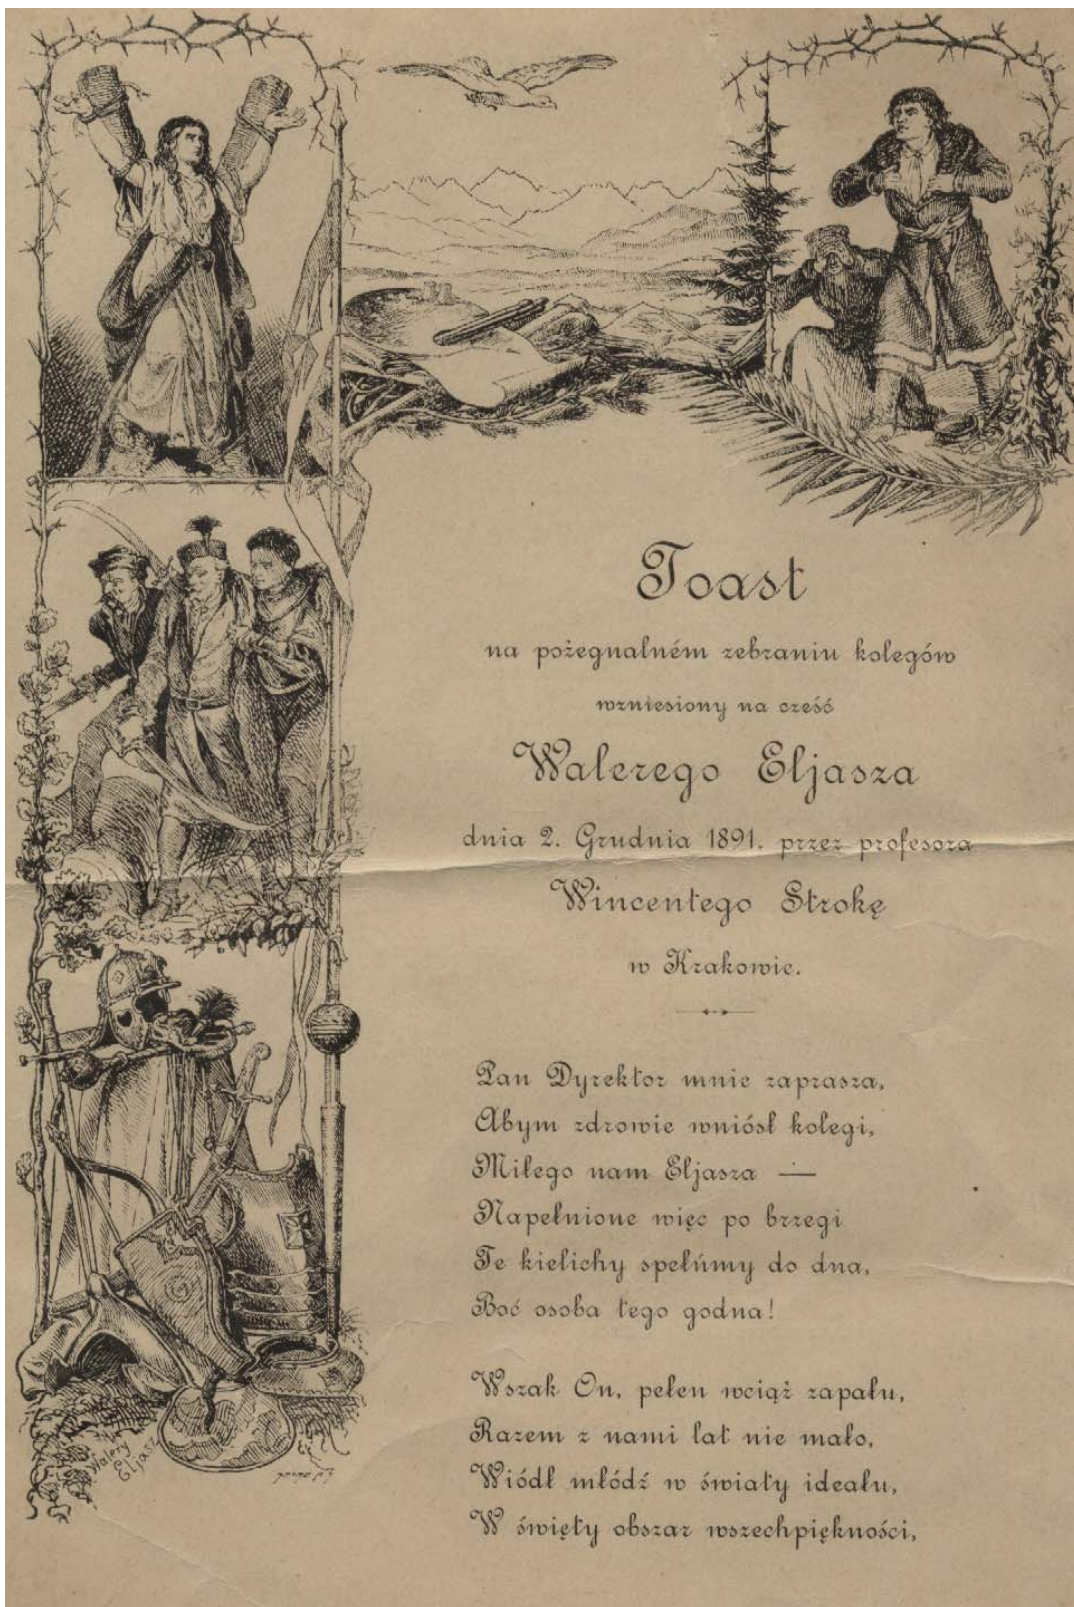 Toast
na pożegnalném zebraniu kolegów
wzniesiony na cześć
Walerego Eljasza
dnia 2. Grudnia 1891. przez profesora
Wincentego Strokę
w Krakowie.
Pan Dyrektor mnie zaprasza,
Abym zdrowie wniósł kolegi,
Miłego nam Eljasza —
Napełnione więc po brzegi
Te kielichy spełńmy do dna,
Boć osoba tego godna!
Wszak On, pełen wciąż zapału,
Razem z nami lat nie mało,
Wiódł młódź w światy ideału,
W święty obszar wszechpiękności,
Walery
Eljasz